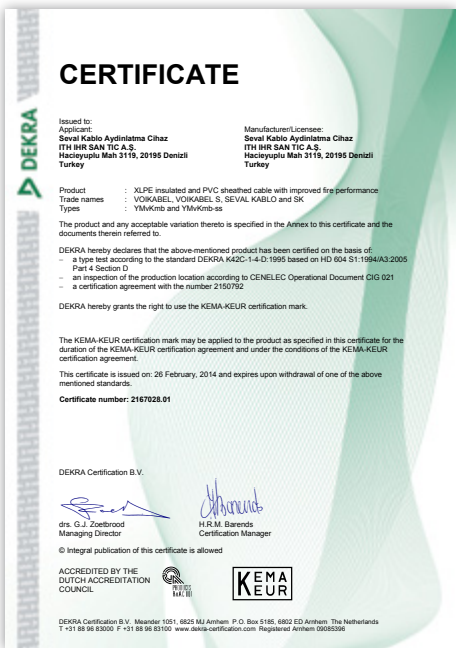 CERTIFICATE
DEKRA
Issued to:
Applicant:
Seval Kablo Aydinlatma Cihaz
ITH IHR SAN TIC A.Ş.
Hacieyuplu Mah 3119, 20195 Denizli
Turkey
Manufacturer/Licensee:
Seval Kablo Aydinlatma Cihaz
ITH IHR SAN TIC A.Ş.
Hacieyuplu Mah 3119, 20195 Denizli
Turkey
Product : XLPE insulated and PVC sheathed cable with improved fire performance
Trade names : VOIKABEL, VOIKABEL S, SEVAL KABLO and SK
Types : YMvKmb and YMvKmb-ss
The product and any acceptable variation thereto is specified in the Annex to this certificate and the
documents therein referred to.
DEKRA hereby declares that the above-mentioned product has been certified on the basis of:
– a type test according to the standard DEKRA K42C-1-4-D:1995 based on HD 604 S1:1994/A3:2005
Part 4 Section D
– an inspection of the production location according to CENELEC Operational Document CIG 021
– a certification agreement with the number 2150792
DEKRA hereby grants the right to use the KEMA-KEUR certification mark.
The KEMA-KEUR certification mark may be applied to the product as specified in this certificate for the
duration of the KEMA-KEUR certification agreement and under the conditions of the KEMA-KEUR
certification agreement.
This certificate is issued on: 26 February, 2014 and expires upon withdrawal of one of the above
mentioned standards.
Certificate number: 2167028.01
DEKRA Certification B.V.
drs. G.J. Zoetbrood
Managing Director
H.R.M. Barends
Certification Manager
© Integral publication of this certificate is allowed
ACCREDITED BY THE
DUTCH ACCREDITATION
COUNCIL
PRODUCTS
RvAC 001
KEMA
KEUR
DEKRA Certification B.V. Meander 1051, 6825 MJ Arnhem P.O. Box 5185, 6802 ED Arnhem The Netherlands
T +31 88 96 83000 F +31 88 96 83100 www.dekra-certification.com Registered Arnhem 09085396